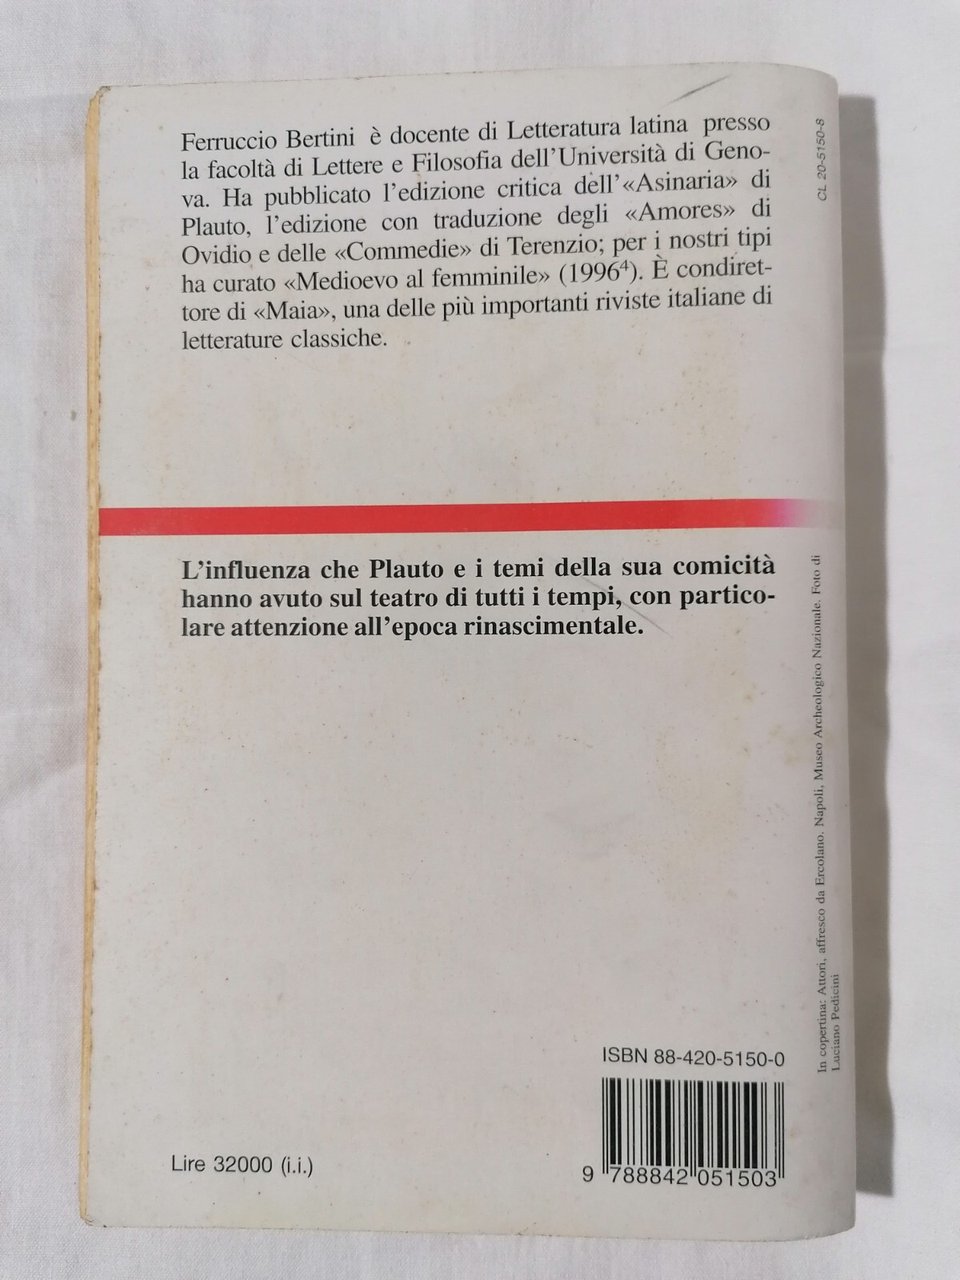 Ferruccio Bertini è docente di Letteratura latina presso
la facoltà di Lettere e Filosofia dell'Università di Geno-
va. Ha pubblicato l'edizione critica dell'«Asinaria» di
Plauto, l'edizione con traduzione degli «Amores» di
Ovidio e delle «Commedie» di Terenzio; per i nostri tipi
ha curato «Medioevo al femminile» (1996⁴). È condiret-
tore di «Maia», una delle più importanti riviste italiane di
letterature classiche.
CL 20-5150-8
L'influenza che Plauto e i temi della sua comicità
hanno avuto sul teatro di tutti i tempi, con partico-
lare attenzione all'epoca rinascimentale.
In copertina: Attori, affresco da Ercolano. Napoli, Museo Archeologico Nazionale. Foto di
Luciano Pedicini
ISBN 88-420-5150-0
9 788842 051503
Lire 32000 (i.i.)